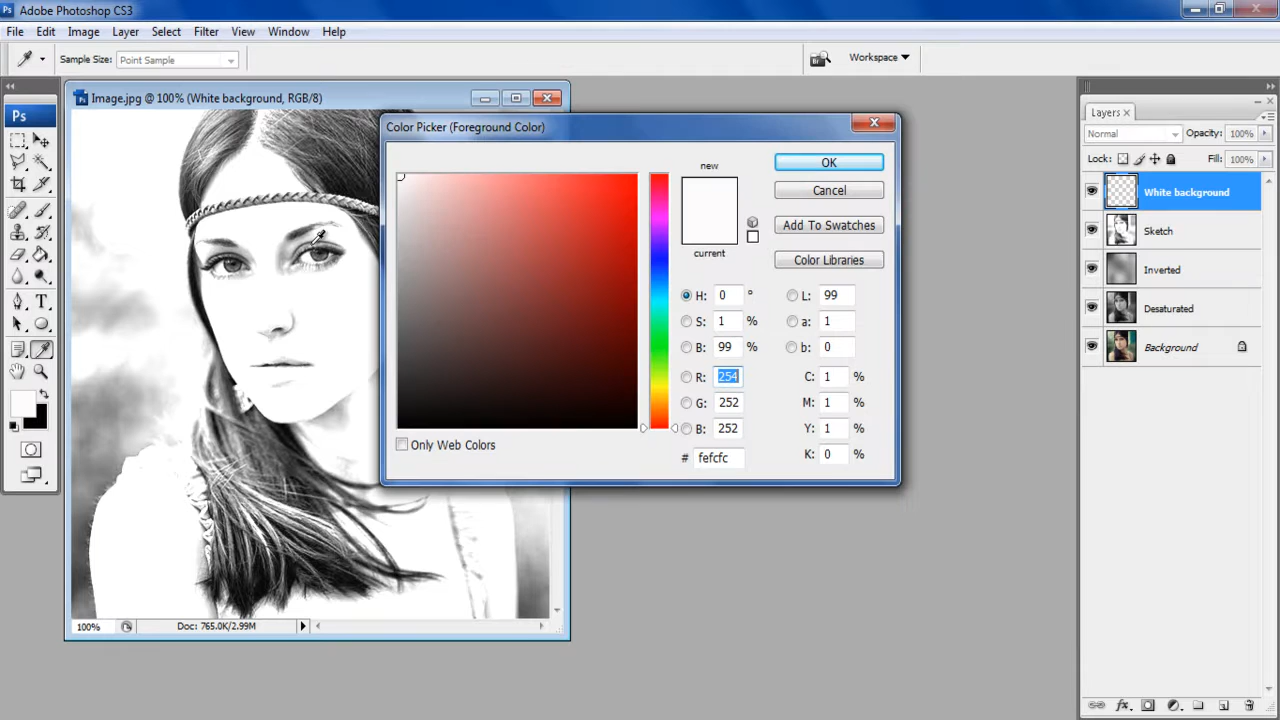 Ps Adobe Photoshop CS3
File Edit Image Layer Select Filter View Window Help
Sample Size: Point Sample Workspace
Ps
Image.jpg @ 100% (White background, RGB/8)
100% Doc: 765.0K/2.99M
Color Picker (Foreground Color)
new
current
OK
Cancel
Add To Swatches
Color Libraries
H: 0 ° L: 99
S: 1 % a: 1
B: 99 % b: 0
R: 254 C: 1 %
G: 252 M: 1 %
B: 252 Y: 1 %
# fefcfc K: 0 %
Only Web Colors
Layers x
Normal Opacity: 100%
Lock: Fill: 100%
White background
Sketch
Inverted
Desaturated
Background